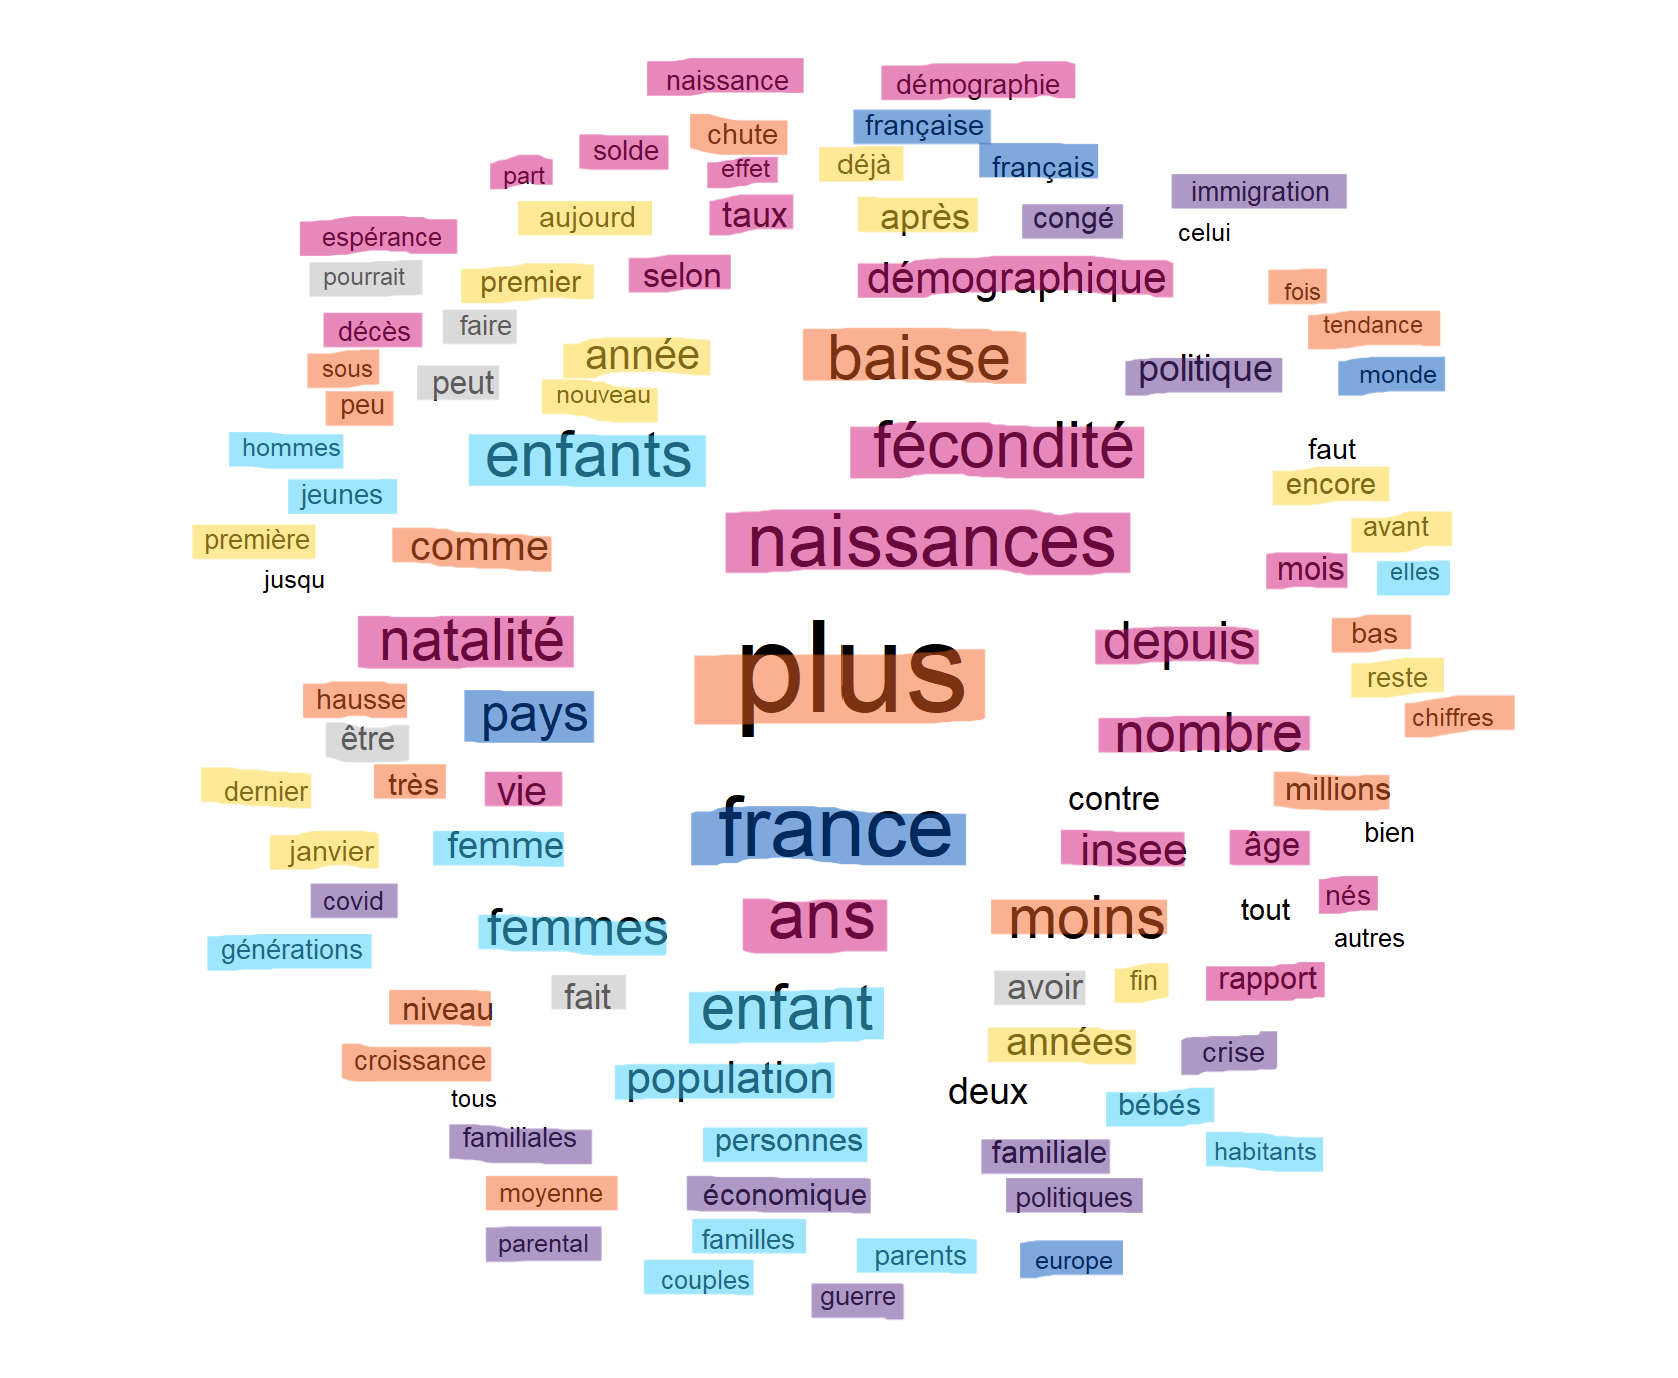 naissance
démographie
chute
française
solde
effet
déjà
français
part
aujourd
taux
après
congé
immigration
celui
espérance
pourrait
premier
selon
démographique
fois
décès
faire
tendance
sous
peut
année
baisse
politique
monde
peu
nouveau
hommes
enfants
fécondité
faut
encore
jeunes
première
comme
naissances
avant
mois
elles
jusqu
natalité
plus
depuis
bas
reste
hausse
pays
nombre
chiffres
être
dernier
très
vie
contre
millions
janvier
femme
france
insee
âge
bien
covid
femmes
ans
moins
tout
nés
autres
générations
niveau
fait
enfant
avoir
fin
rapport
années
crise
croissance
tous
population
deux
bébés
familiales
personnes
familiale
habitants
moyenne
économique
politiques
parental
familles
parents
europe
couples
guerre